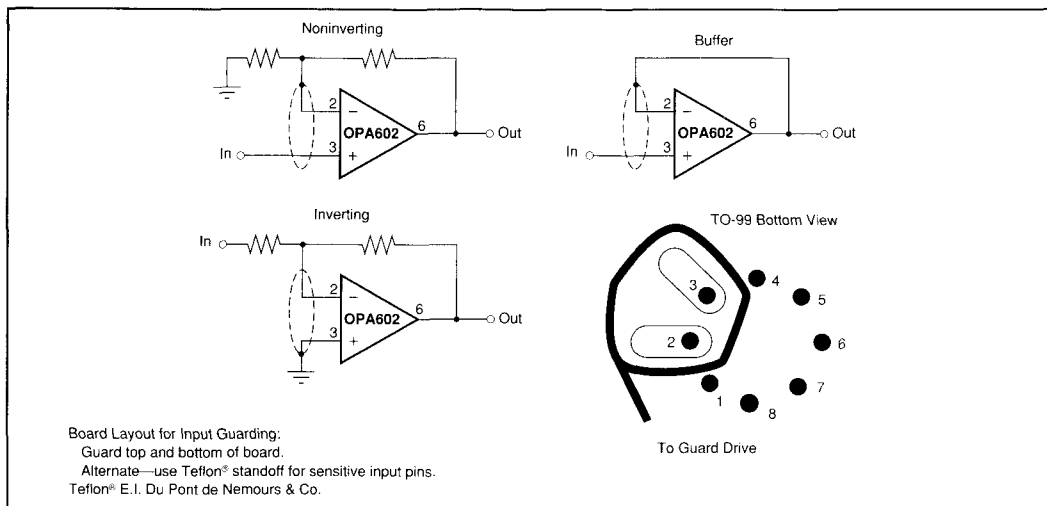 Noninverting
2
−
OPA602
6
Out
In
3
+
Buffer
2
−
OPA602
6
Out
In
3
+
Inverting
In
2
−
OPA602
6
Out
3
+
TO-99 Bottom View
3
4
5
2
6
1
7
8
To Guard Drive
Board Layout for Input Guarding:
Guard top and bottom of board.
Alternate—use Teflon® standoff for sensitive input pins.
Teflon® E.I. Du Pont de Nemours & Co.